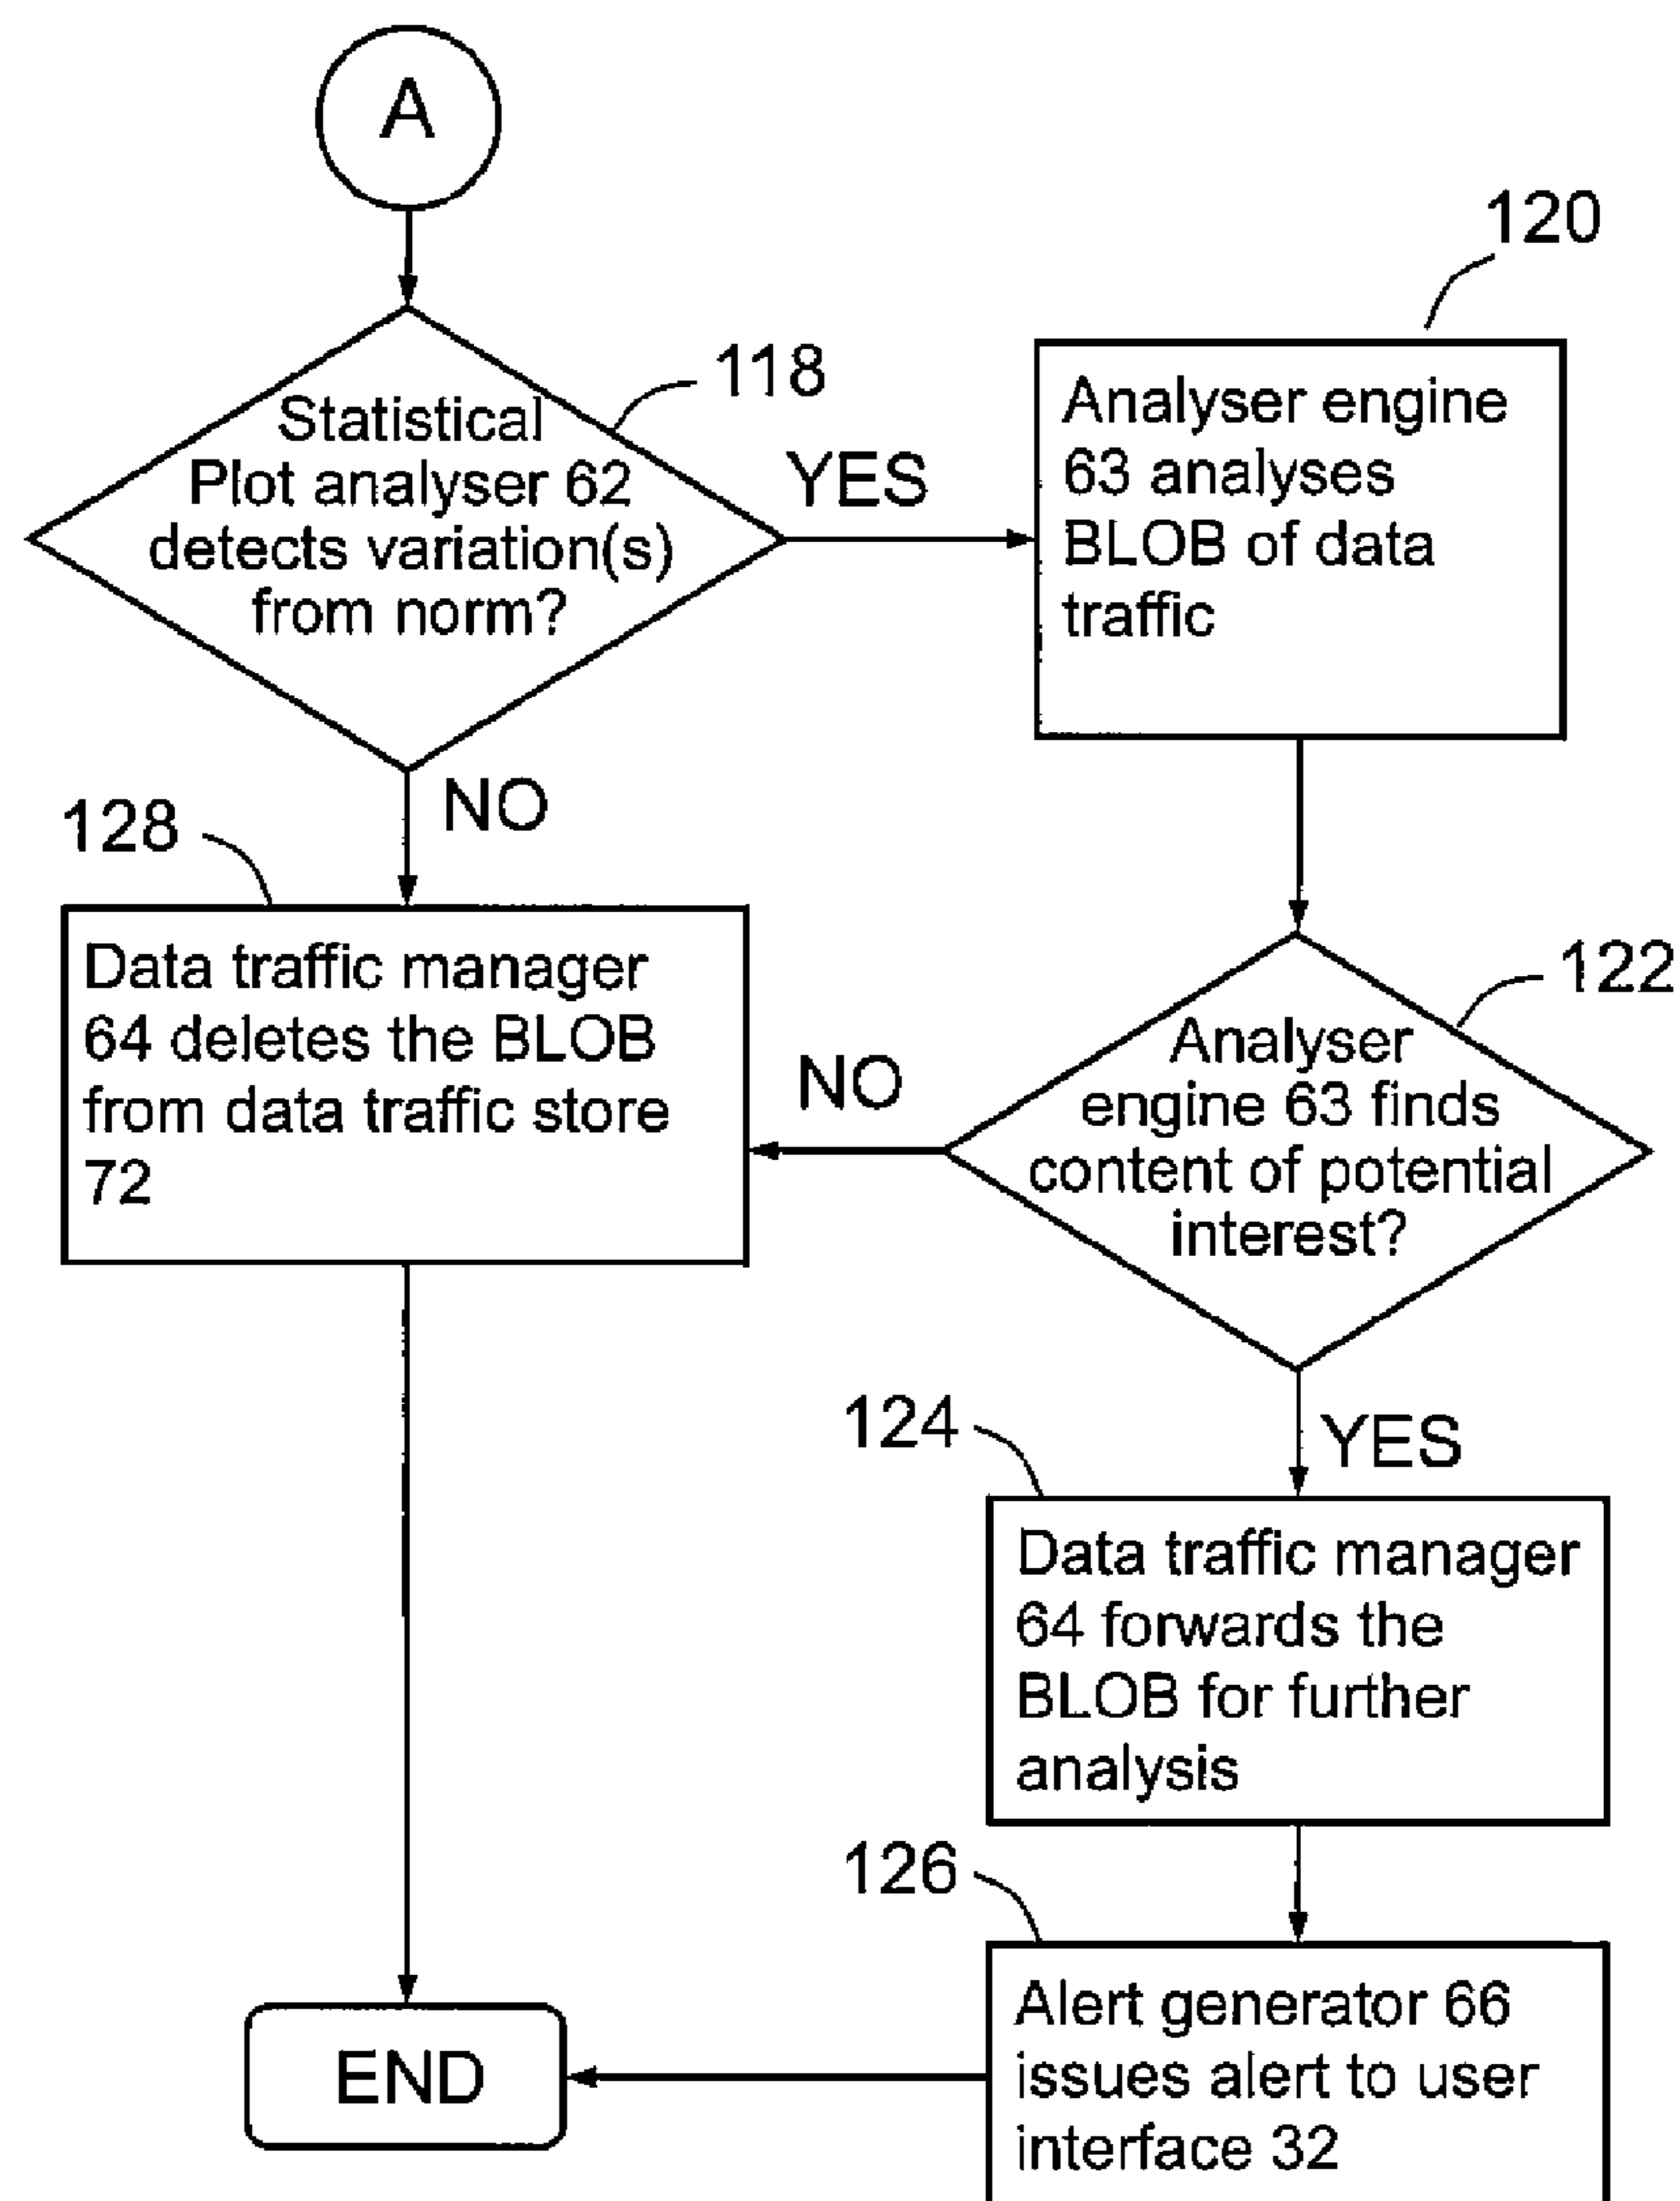 A
118
Statistical
Plot analyser 62
detects variation(s)
from norm?
YES
NO
120
Analyser engine
63 analyses
BLOB of data
traffic
128
Data traffic manager
64 deletes the BLOB
from data traffic store
72
NO
122
Analyser
engine 63 finds
content of potential
interest?
YES
124
Data traffic manager
64 forwards the
BLOB for further
analysis
126
Alert generator 66
issues alert to user
interface 32
END